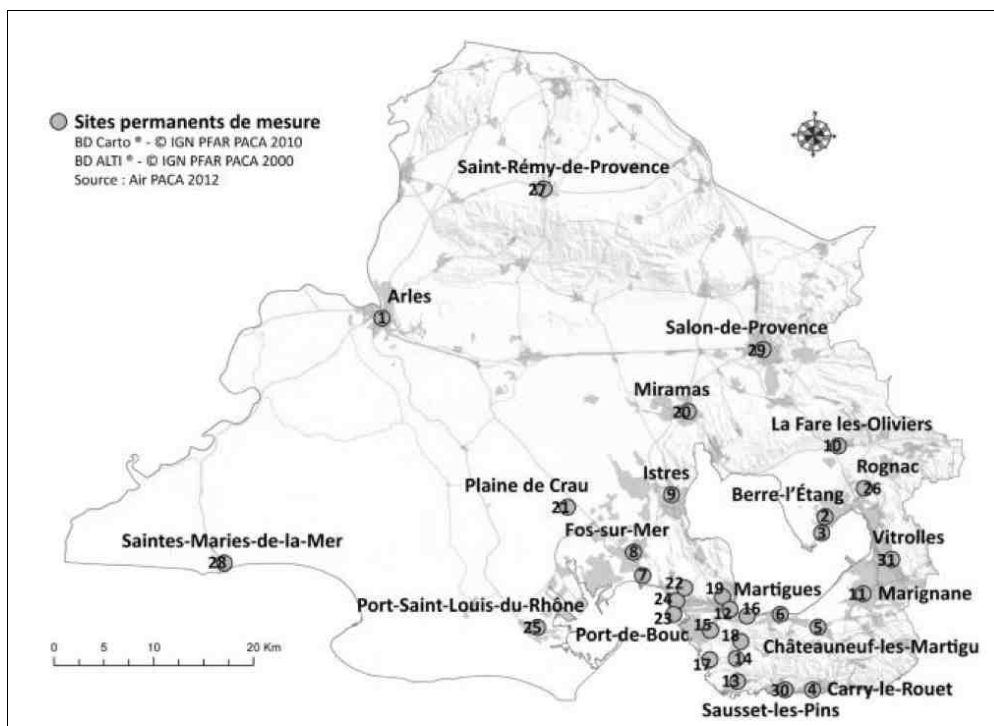 Sites permanents de mesure
BD Carto ® - © IGN PFAR PACA 2010
BD ALTI ® - © IGN PFAR PACA 2000
Source : Air PACA 2012
Saint-Rémy-de-Provence
27
Arles
1
Salon-de-Provence
29
Miramas
20
La Fare les-Oliviers
10
Rognac
26
Istres
9
Plaine de Crau
21
Berre-l'Étang
2
3
Fos-sur-Mer
8
7
Vitrolles
31
Saintes-Maries-de-la-Mer
28
Marignane
11
22
19
Martigues
24
12
16
6
23
Port-Saint-Louis-du-Rhône
25
Port-de-Bouc
15
5
18
Châteauneuf-les-Martigu
17
14
13
30
4
Carry-le-Rouet
Sausset-les-Pins
0 5 10 20 Km